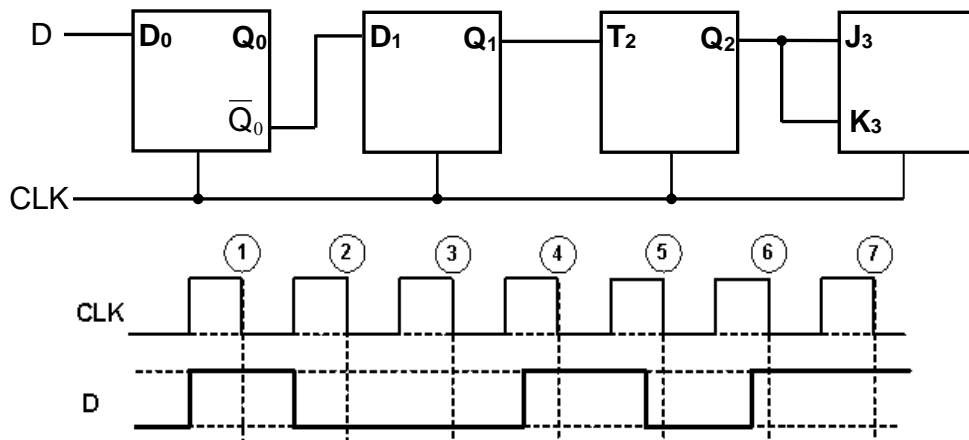 D D₀ Q₀ D₁ Q₁ T₂ Q₂ J₃
Q̅₀ K₃
CLK
1 2 3 4 5 6 7
CLK
D